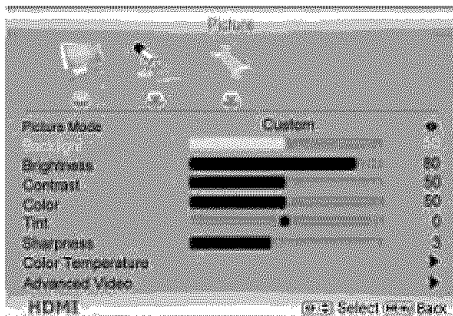 Picture
Picture Mode Custom
Backlight
Brightness 80
Contrast 50
Color 50
Tint 0
Sharpness 3
Color Temperature
Advanced Video
HDMI Select Back